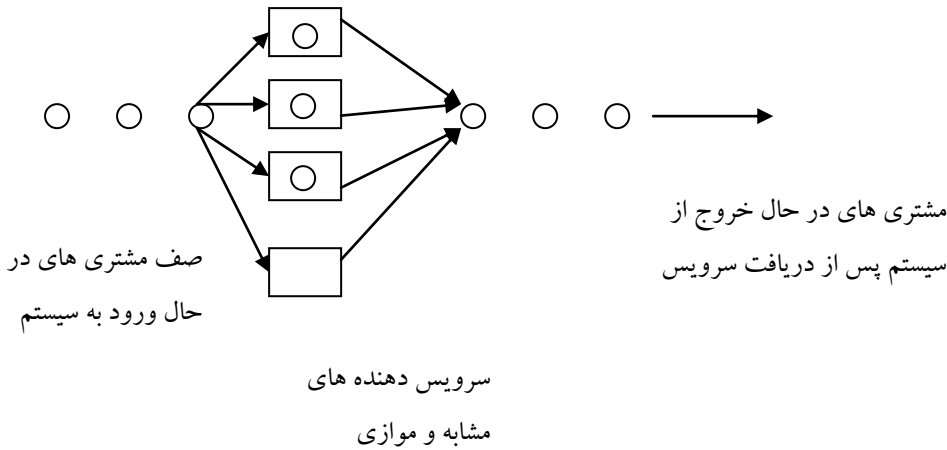 مشتری های در حال خروج از
سیستم پس از دریافت سرویس
صف مشتری های در
حال ورود به سیستم
سرویس دهنده های
مشابه و موازی